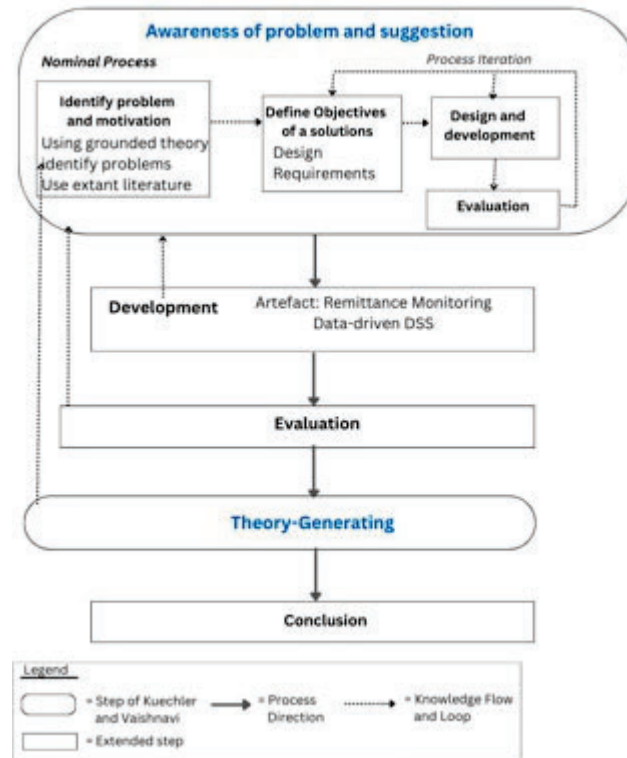 Awareness of problem and suggestion
Nominal Process
Process Iteration
Identify problem
and motivation
Using grounded theory
identify problems
Use extant literature
Define Objectives
of a solutions
Design
Requirements
Design and
development
Evaluation
Development
Artefact: Remittance Monitoring
Data-driven DSS
Evaluation
Theory-Generating
Conclusion
Legend
= Step of Kuechler
and Vaishnavi
= Process
Direction
= Knowledge Flow
and Loop
= Extended step